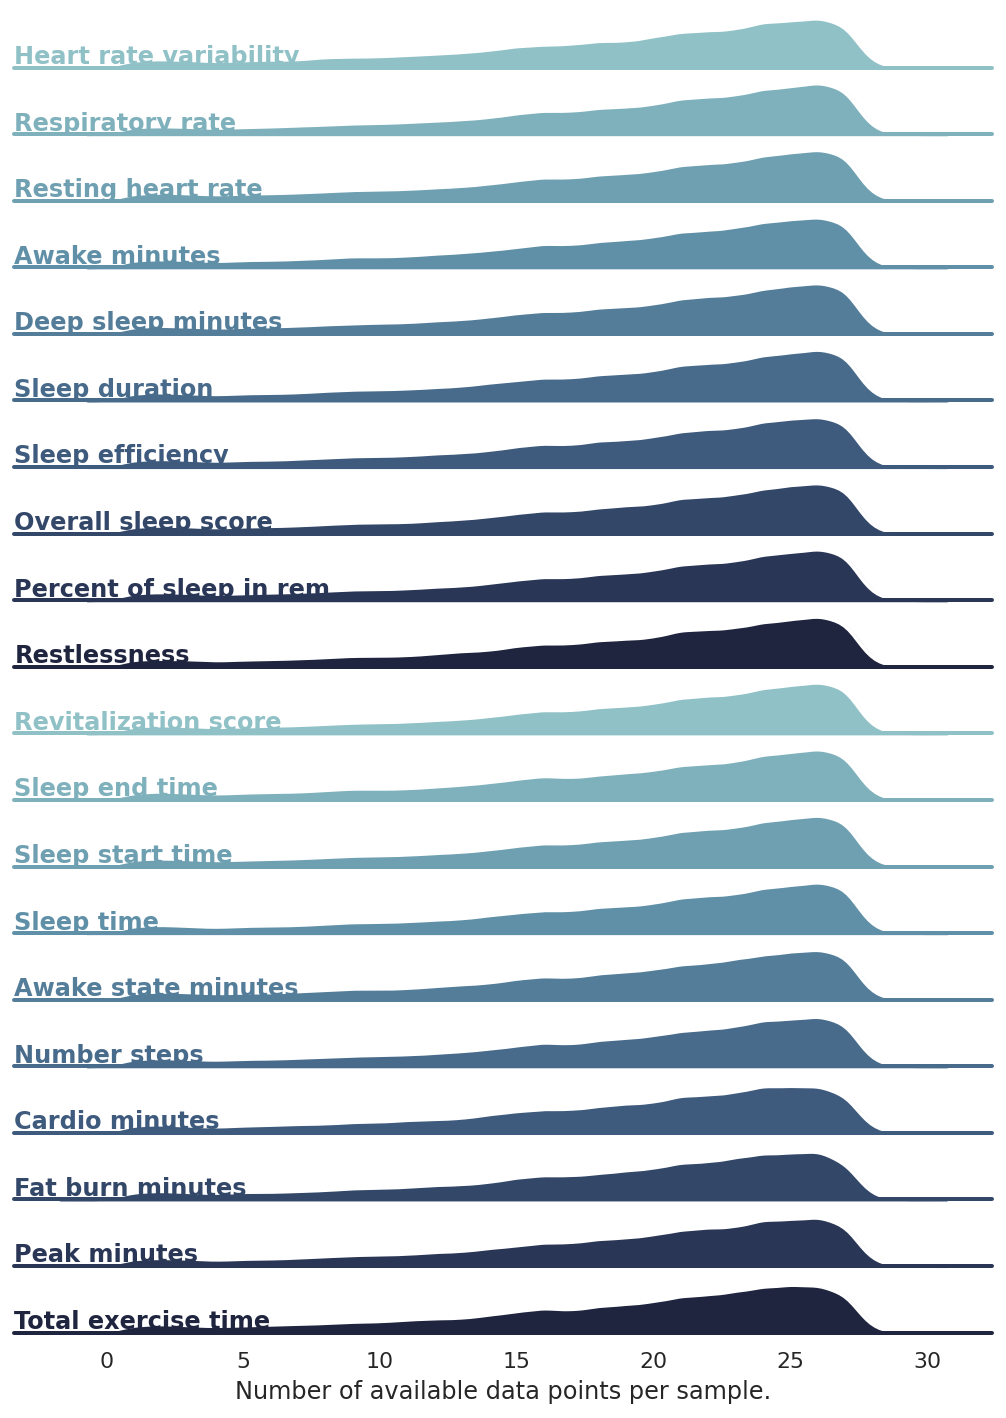 Heart rate variability
Respiratory rate
Resting heart rate
Awake minutes
Deep sleep minutes
Sleep duration
Sleep efficiency
Overall sleep score
Percent of sleep in rem
Restlessness
Revitalization score
Sleep end time
Sleep start time
Sleep time
Awake state minutes
Number steps
Cardio minutes
Fat burn minutes
Peak minutes
Total exercise time
0 5 10 15 20 25 30
Number of available data points per sample.